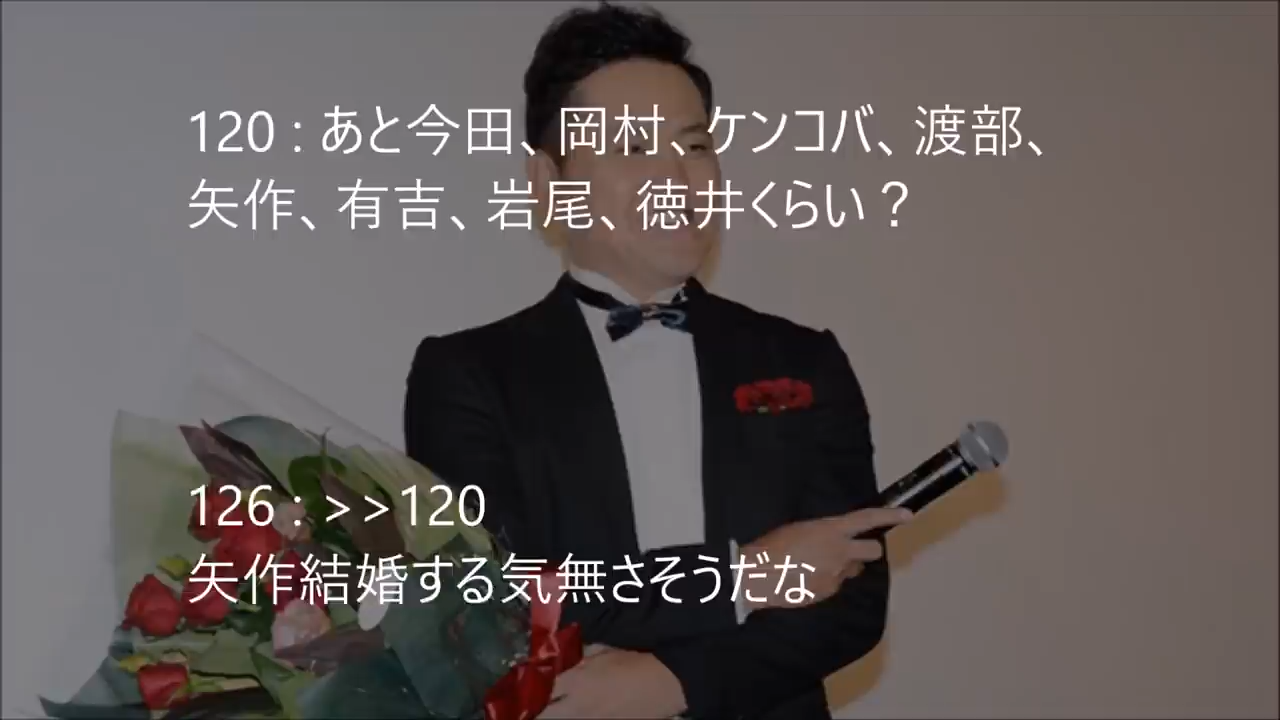 120 : あと今田、岡村、ケンコバ、渡部、
矢作、有吉、岩尾、徳井くらい？
126 : >>120
矢作結婚する気無さそうだな